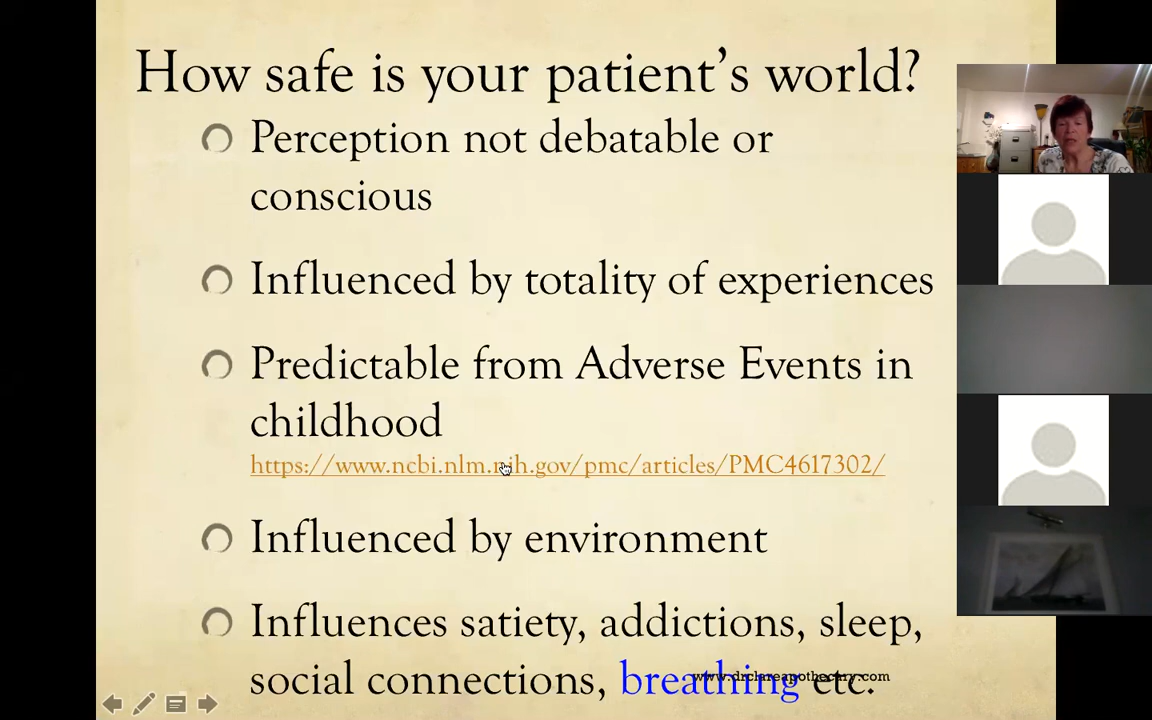 How safe is your patient's world?
Perception not debatable or
conscious
Influenced by totality of experiences
Predictable from Adverse Events in
childhood
https://www.ncbi.nlm.nih.gov/pmc/articles/PMC4617302/
Influenced by environment
Influences satiety, addictions, sleep,
social connections, breathing etc.
www.drclareapothecary.com